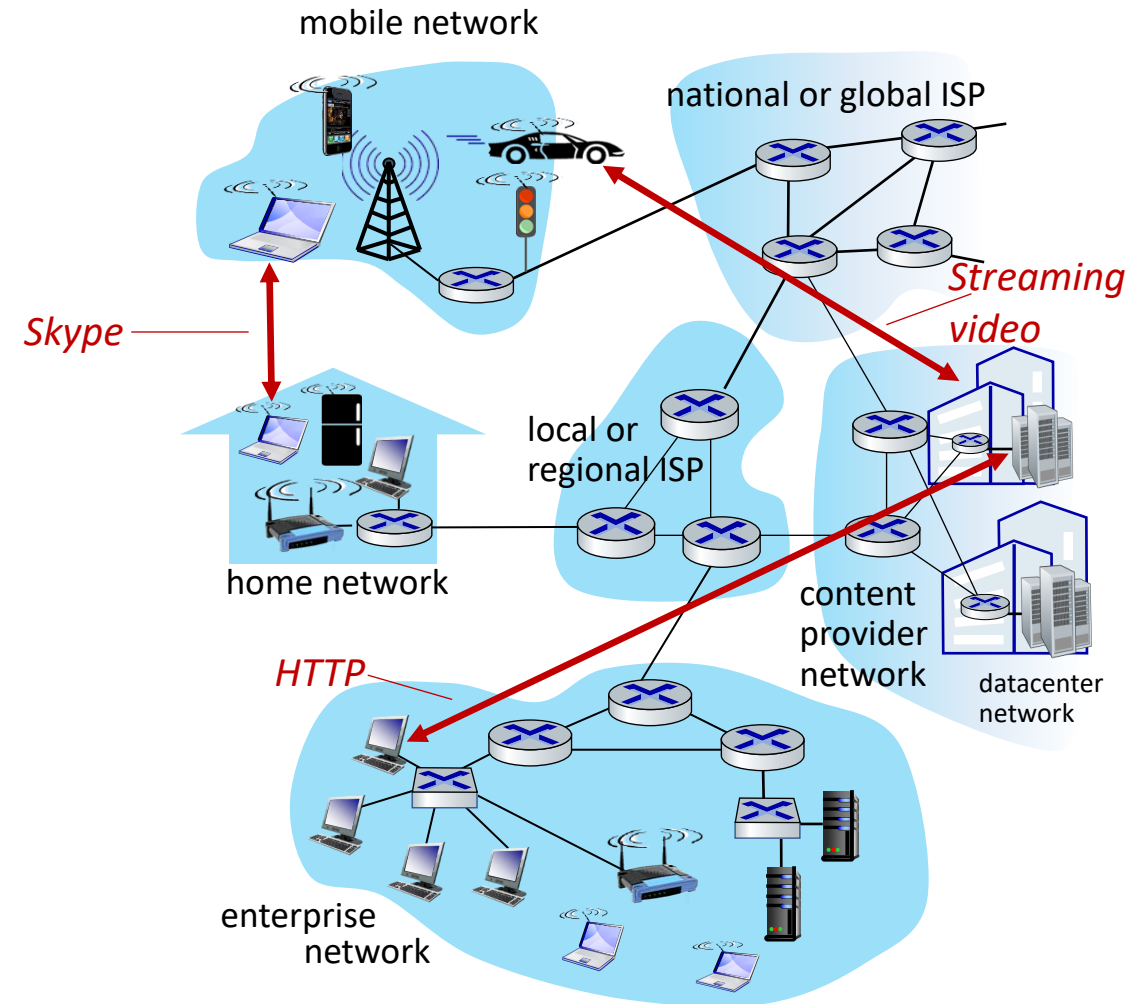 mobile network
national or global ISP
Streaming
video
Skype
local or
regional ISP
home network
content
provider
network
datacenter
network
HTTP
enterprise
network